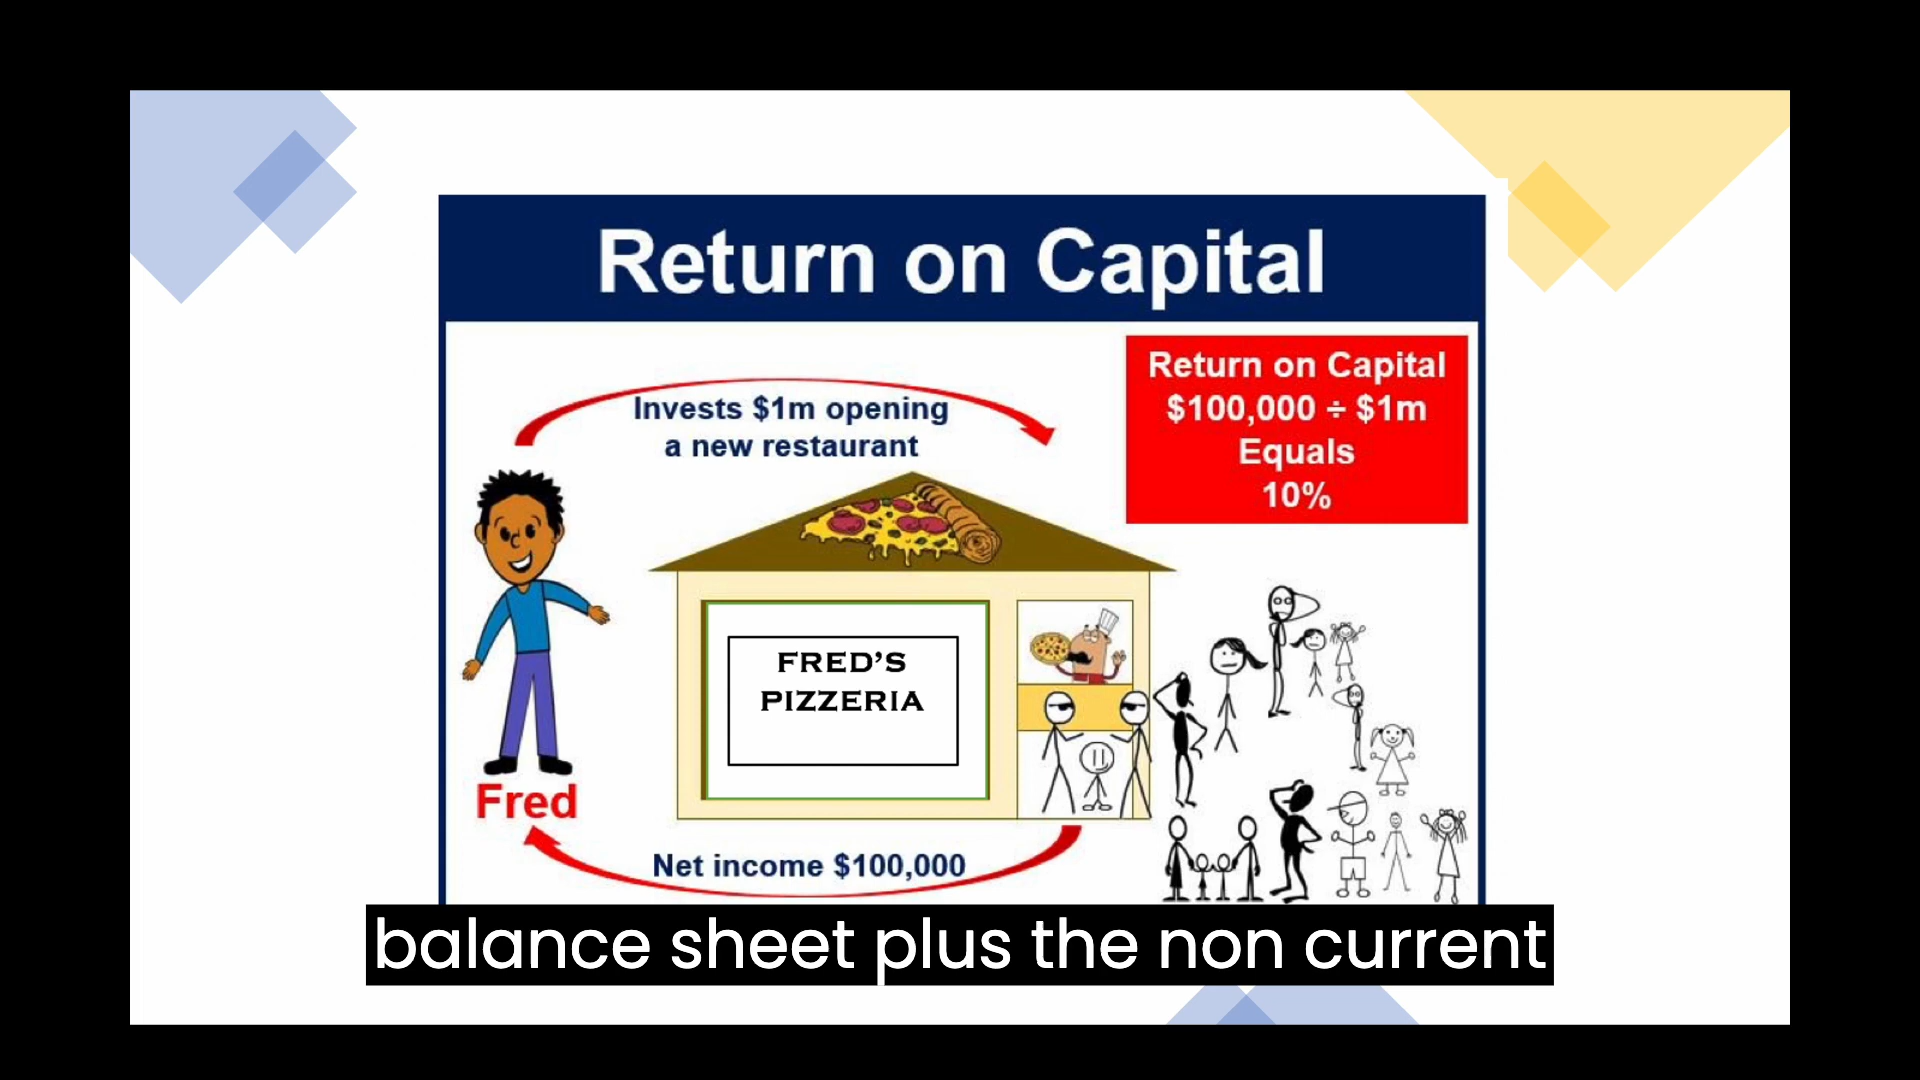 Return on Capital
Invests $1m opening
a new restaurant
Return on Capital
$100,000 ÷ $1m
Equals
10%
FRED'S
PIZZERIA
Fred
Net income $100,000
balance sheet plus the non current